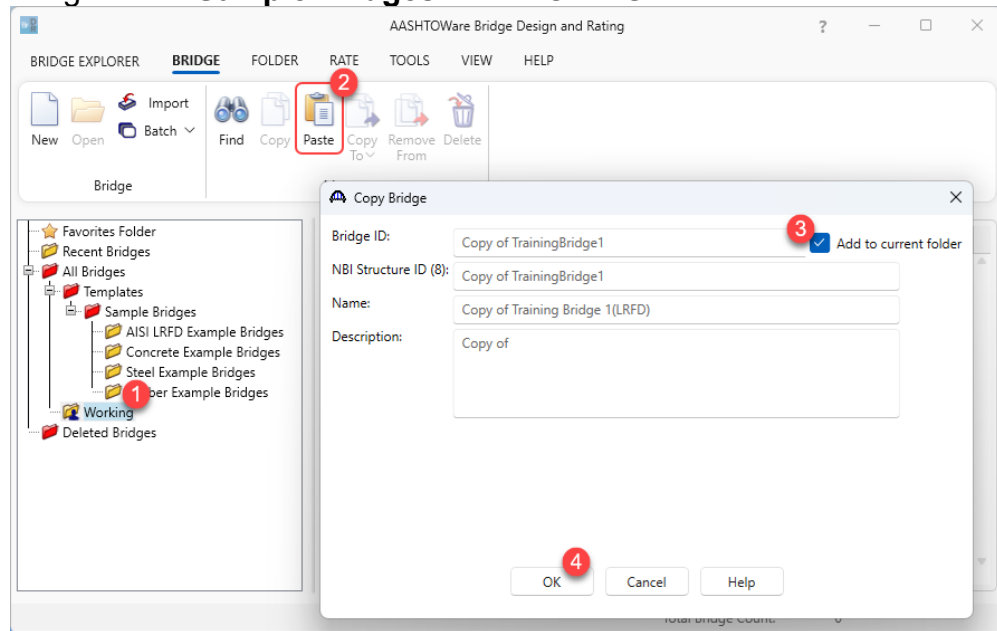 AASHTOWare Bridge Design and Rating ?
BRIDGE EXPLORER BRIDGE FOLDER RATE TOOLS VIEW HELP
2
New Open Import Batch Find Copy Paste Copy To Remove From Delete
Bridge
Copy Bridge
Favorites Folder
Recent Bridges
All Bridges
Templates
Sample Bridges
AISI LRFD Example Bridges
Concrete Example Bridges
Steel Example Bridges
1 Example Bridges
Working
Deleted Bridges
Bridge ID: Copy of TrainingBridge1 3 Add to current folder
NBI Structure ID (8): Copy of TrainingBridge1
Name: Copy of Training Bridge 1(LRFD)
Description: Copy of
4
OK Cancel Help